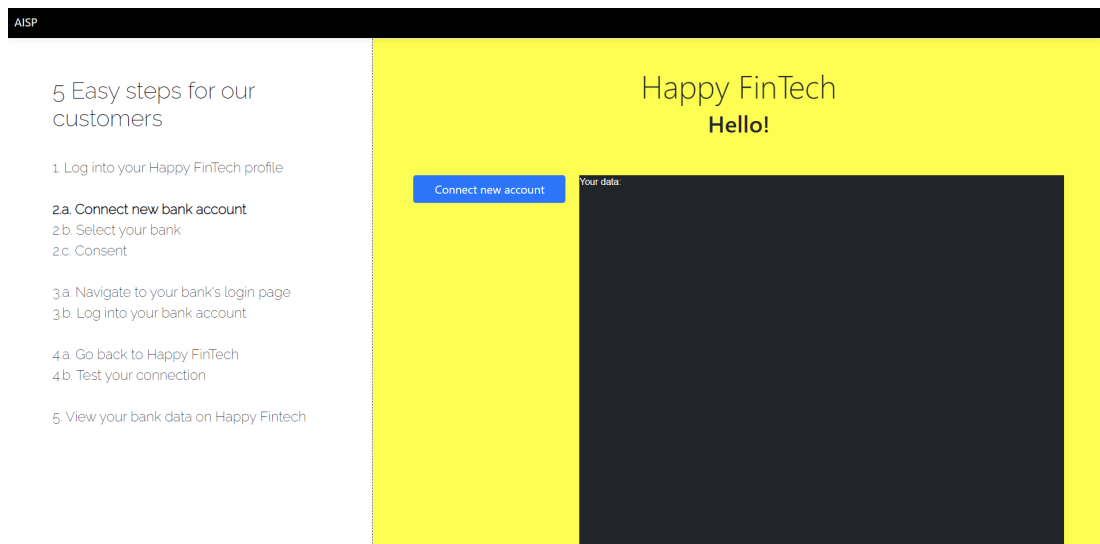 AISP
5 Easy steps for our
customers
1. Log into your Happy FinTech profile
2.a. Connect new bank account
2.b. Select your bank
2.c. Consent
3.a. Navigate to your bank's login page
3.b. Log into your bank account
4.a. Go back to Happy FinTech
4.b. Test your connection
5. View your bank data on Happy Fintech
Happy FinTech
Hello!
Connect new account
Your data: